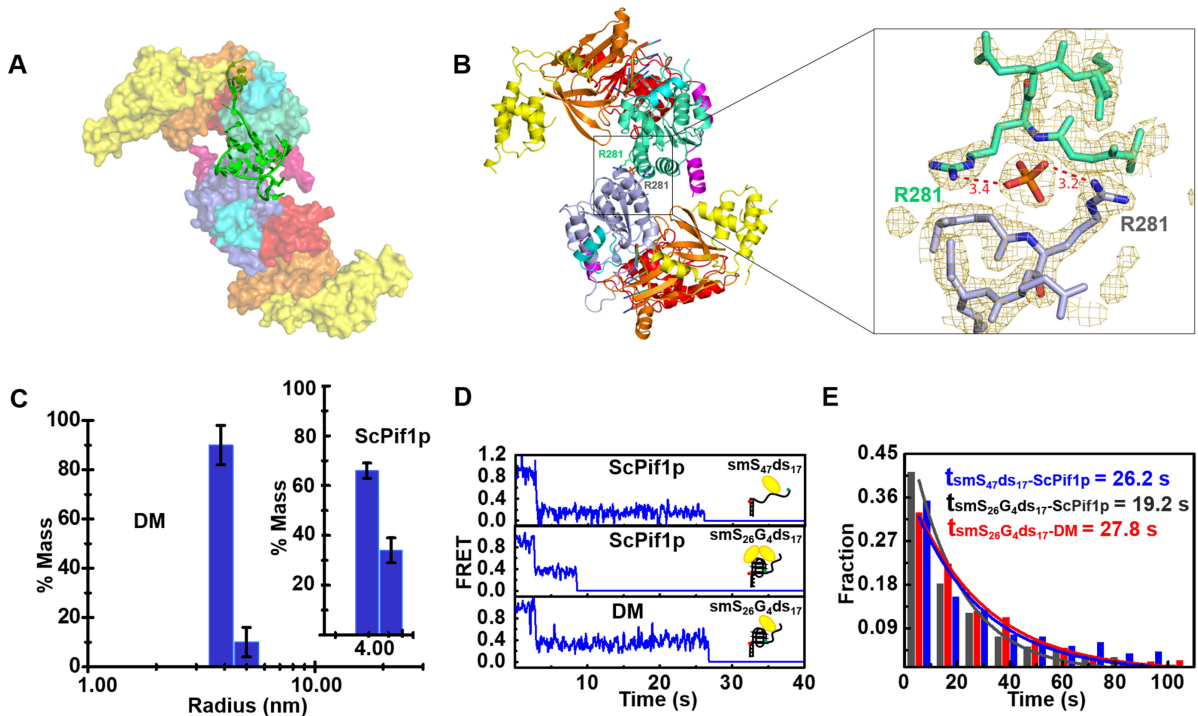 A
B
R281
R281
R281
3.4
3.2
R281
C
100
80
60
40
20
0
% Mass
DM
1.00
10.00
Radius (nm)
100
80
60
40
20
0
% Mass
ScPif1p
4.00
D
1.2
0.8
0.4
0.0
ScPif1p
smS47ds17
0.8
0.4
0.0
ScPif1p
smS26G4ds17
0.8
0.4
0.0
DM
smS26G4ds17
FRET
0
10
20
30
40
Time (s)
E
0.45
0.36
0.27
0.18
0.09
Fraction
tsmS47ds17-ScPif1p = 26.2 s
tsmS26G4ds17-ScPif1p = 19.2 s
tsmS26G4ds17-DM = 27.8 s
0
20
40
60
80
100
Time (s)